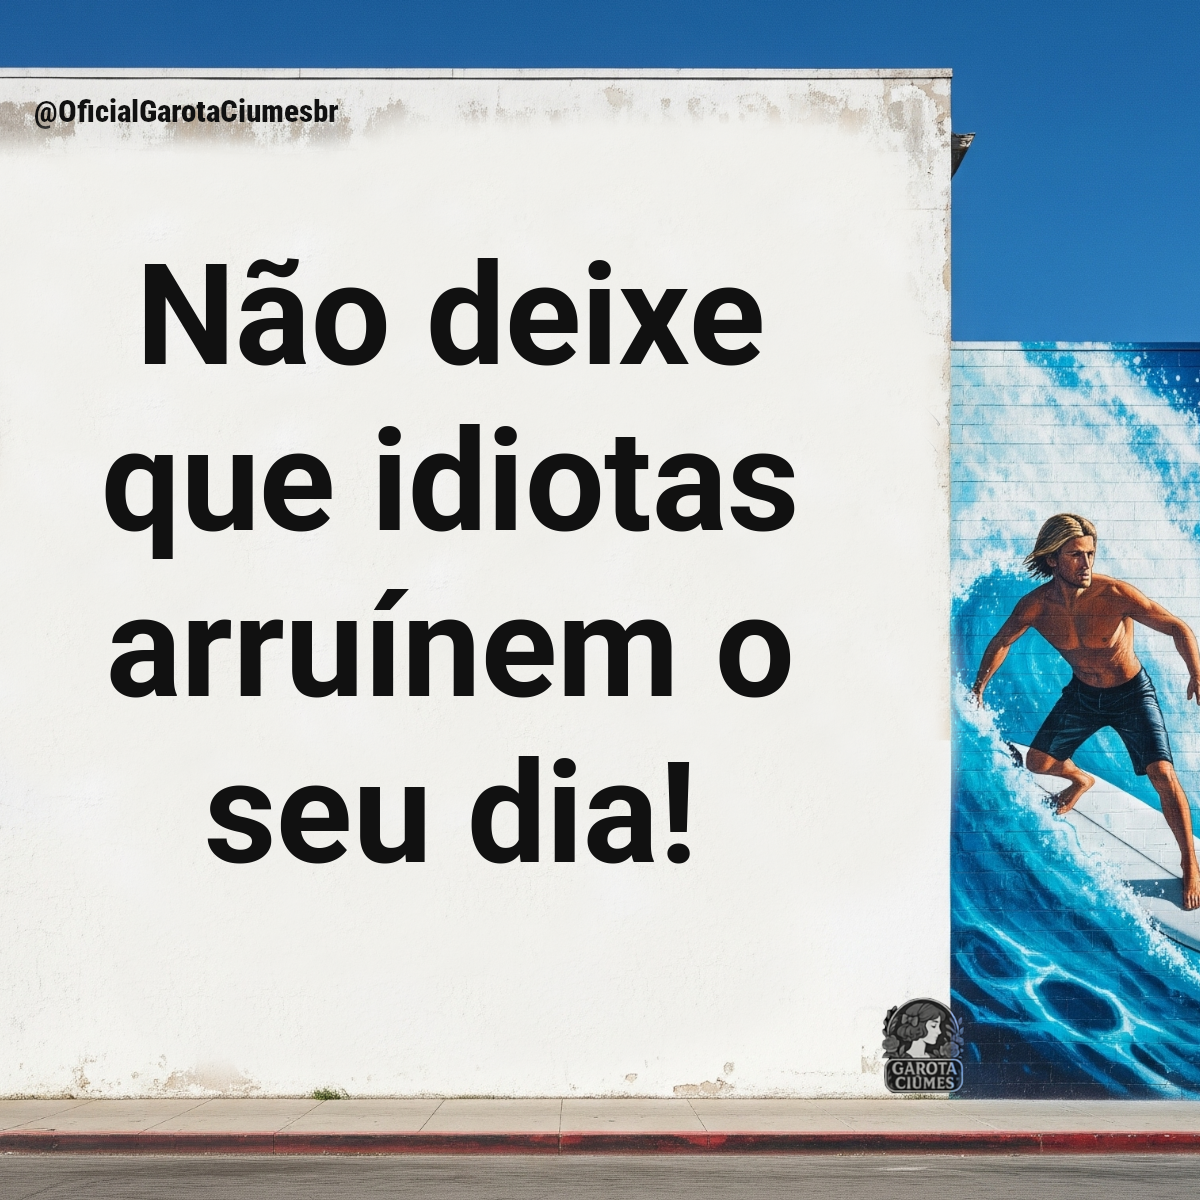 @OficialGarotaCiumesbr
Não deixe
que idiotas
arruínem o
seu dia!
GAROTA
CIÚMES